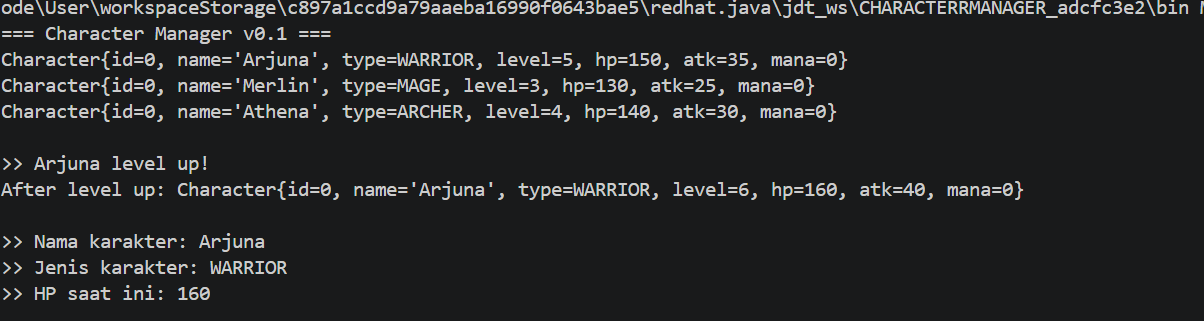 ode\User\workspaceStorage\c897a1ccd9a79aaeba16990f0643bae5\redhat.java\jdt_ws\CHARACTERRMANAGER_adcfc3e2\bin M
=== Character Manager v0.1 ===
Character{id=0, name='Arjuna', type=WARRIOR, level=5, hp=150, atk=35, mana=0}
Character{id=0, name='Merlin', type=MAGE, level=3, hp=130, atk=25, mana=0}
Character{id=0, name='Athena', type=ARCHER, level=4, hp=140, atk=30, mana=0}
>> Arjuna level up!
After level up: Character{id=0, name='Arjuna', type=WARRIOR, level=6, hp=160, atk=40, mana=0}
>> Nama karakter: Arjuna
>> Jenis karakter: WARRIOR
>> HP saat ini: 160